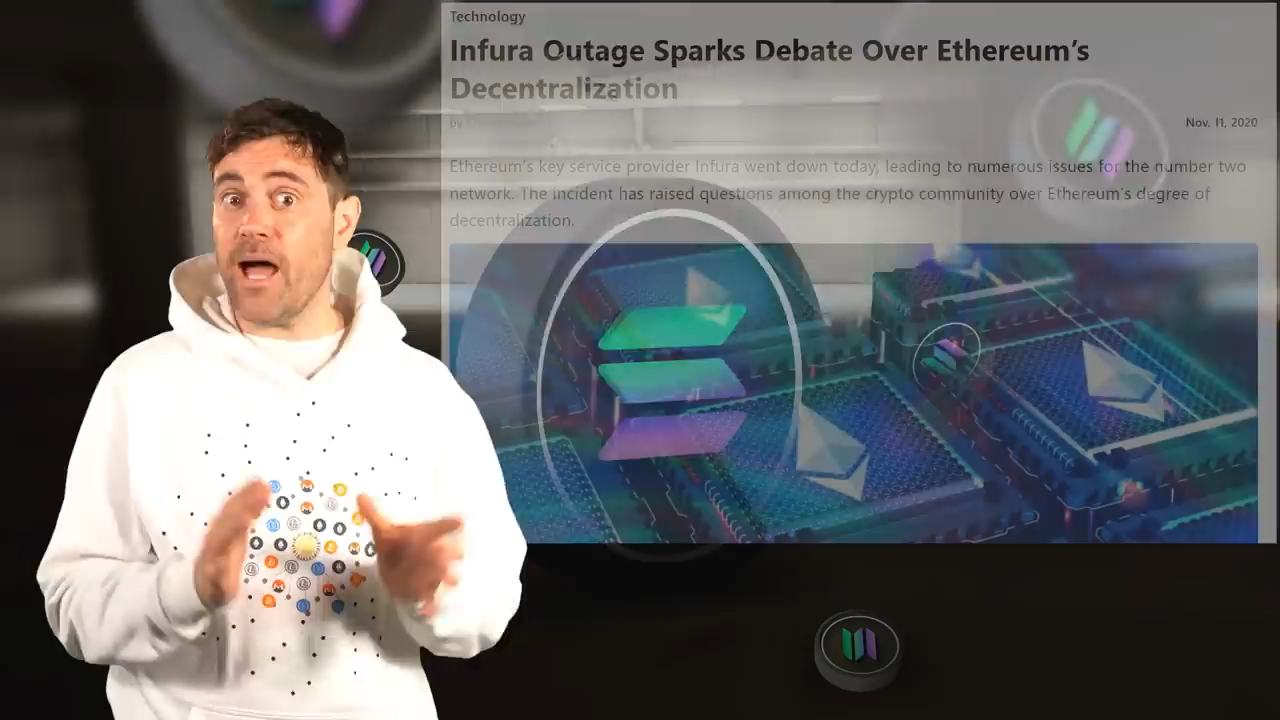 Technology
Infura Outage Sparks Debate Over Ethereum's
Decentralization
by
Nov. 11, 2020
Ethereum's key service provider Infura went down today, leading to numerous issues for the number two
network. The incident has raised questions among the crypto community over Ethereum's degree of
decentralization.